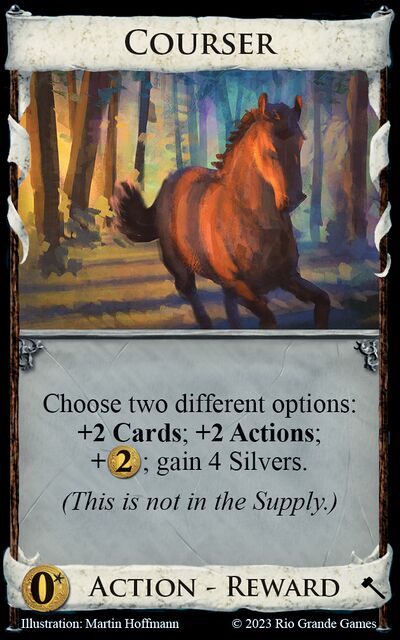 COURSER
Choose two different options:
+2 Cards; +2 Actions;
+2; gain 4 Silvers.
(This is not in the Supply.)
0* ACTION - REWARD
Illustration: Martin Hoffmann © 2023 Rio Grande Games